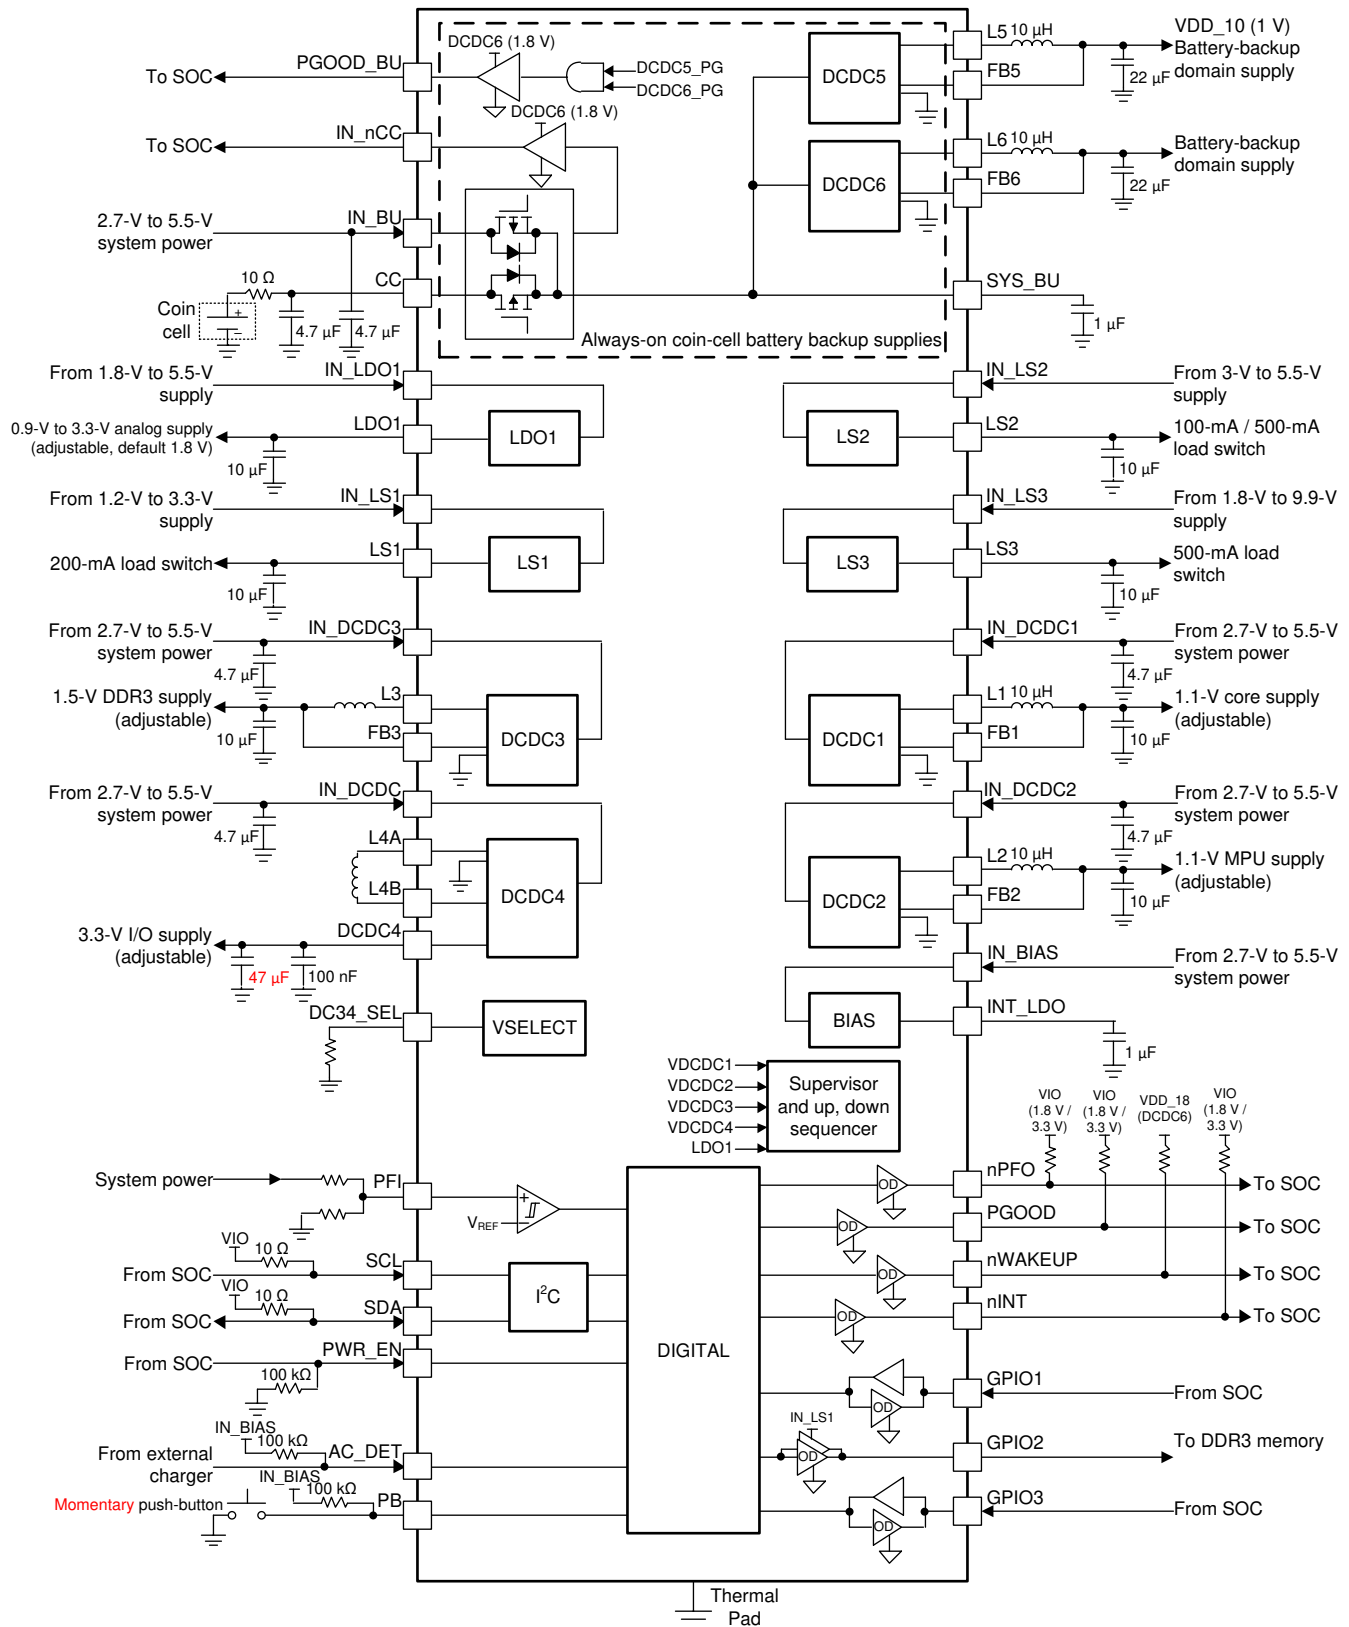 DCDC6 (1.8 V)
PGOOD_BU
To SOC
DCDC5_PG
DCDC6_PG
DCDC6 (1.8 V)
IN_nCC
To SOC
2.7-V to 5.5-V
system power
IN_BU
10 Ω
CC
Coin
cell
+
–
4.7 µF
4.7 µF
DCDC5
L5
10 µH
FB5
22 µF
VDD_10 (1 V)
Battery-backup
domain supply
DCDC6
L6
10 µH
FB6
22 µF
Battery-backup
domain supply
SYS_BU
1 µF
Always-on coin-cell battery backup supplies
From 1.8-V to 5.5-V
supply
IN_LDO1
0.9-V to 3.3-V analog supply
(adjustable, default 1.8 V)
LDO1
10 µF
LDO1
IN_LS2
From 3-V to 5.5-V
supply
LS2
LS2
10 µF
100-mA / 500-mA
load switch
From 1.2-V to 3.3-V
supply
IN_LS1
200-mA load switch
LS1
10 µF
LS1
IN_LS3
From 1.8-V to 9.9-V
supply
LS3
LS3
10 µF
500-mA load
switch
From 2.7-V to 5.5-V
system power
IN_DCDC3
4.7 µF
1.5-V DDR3 supply
(adjustable)
L3
10 µF
FB3
DCDC3
IN_DCDC1
From 2.7-V to 5.5-V
system power
4.7 µF
DCDC1
L1
10 µH
FB1
10 µF
1.1-V core supply
(adjustable)
From 2.7-V to 5.5-V
system power
IN_DCDC
4.7 µF
L4A
L4B
DCDC4
DCDC4
3.3-V I/O supply
(adjustable)
47 µF
100 nF
IN_DCDC2
From 2.7-V to 5.5-V
system power
4.7 µF
DCDC2
L2
10 µH
FB2
10 µF
1.1-V MPU supply
(adjustable)
IN_BIAS
From 2.7-V to 5.5-V
system power
BIAS
INT_LDO
1 µF
DC34_SEL
VSELECT
VDCDC1
VDCDC2
VDCDC3
VDCDC4
LDO1
Supervisor
and up, down
sequencer
VIO
(1.8 V /
3.3 V)
VIO
(1.8 V /
3.3 V)
VDD_18
(DCDC6)
VIO
(1.8 V /
3.3 V)
System power
PFI
+
–
VREF
VIO
10 Ω
From SOC
SCL
VIO
10 Ω
From SOC
SDA
I2C
From SOC
PWR_EN
100 kΩ
IN_BIAS
100 kΩ
From external
charger
AC_DET
IN_BIAS
100 kΩ
Momentary push-button
PB
DIGITAL
OD
nPFO
To SOC
OD
PGOOD
To SOC
OD
nWAKEUP
To SOC
OD
nINT
To SOC
OD
GPIO1
From SOC
IN_LS1
OD
GPIO2
To DDR3 memory
OD
GPIO3
From SOC
Thermal
Pad